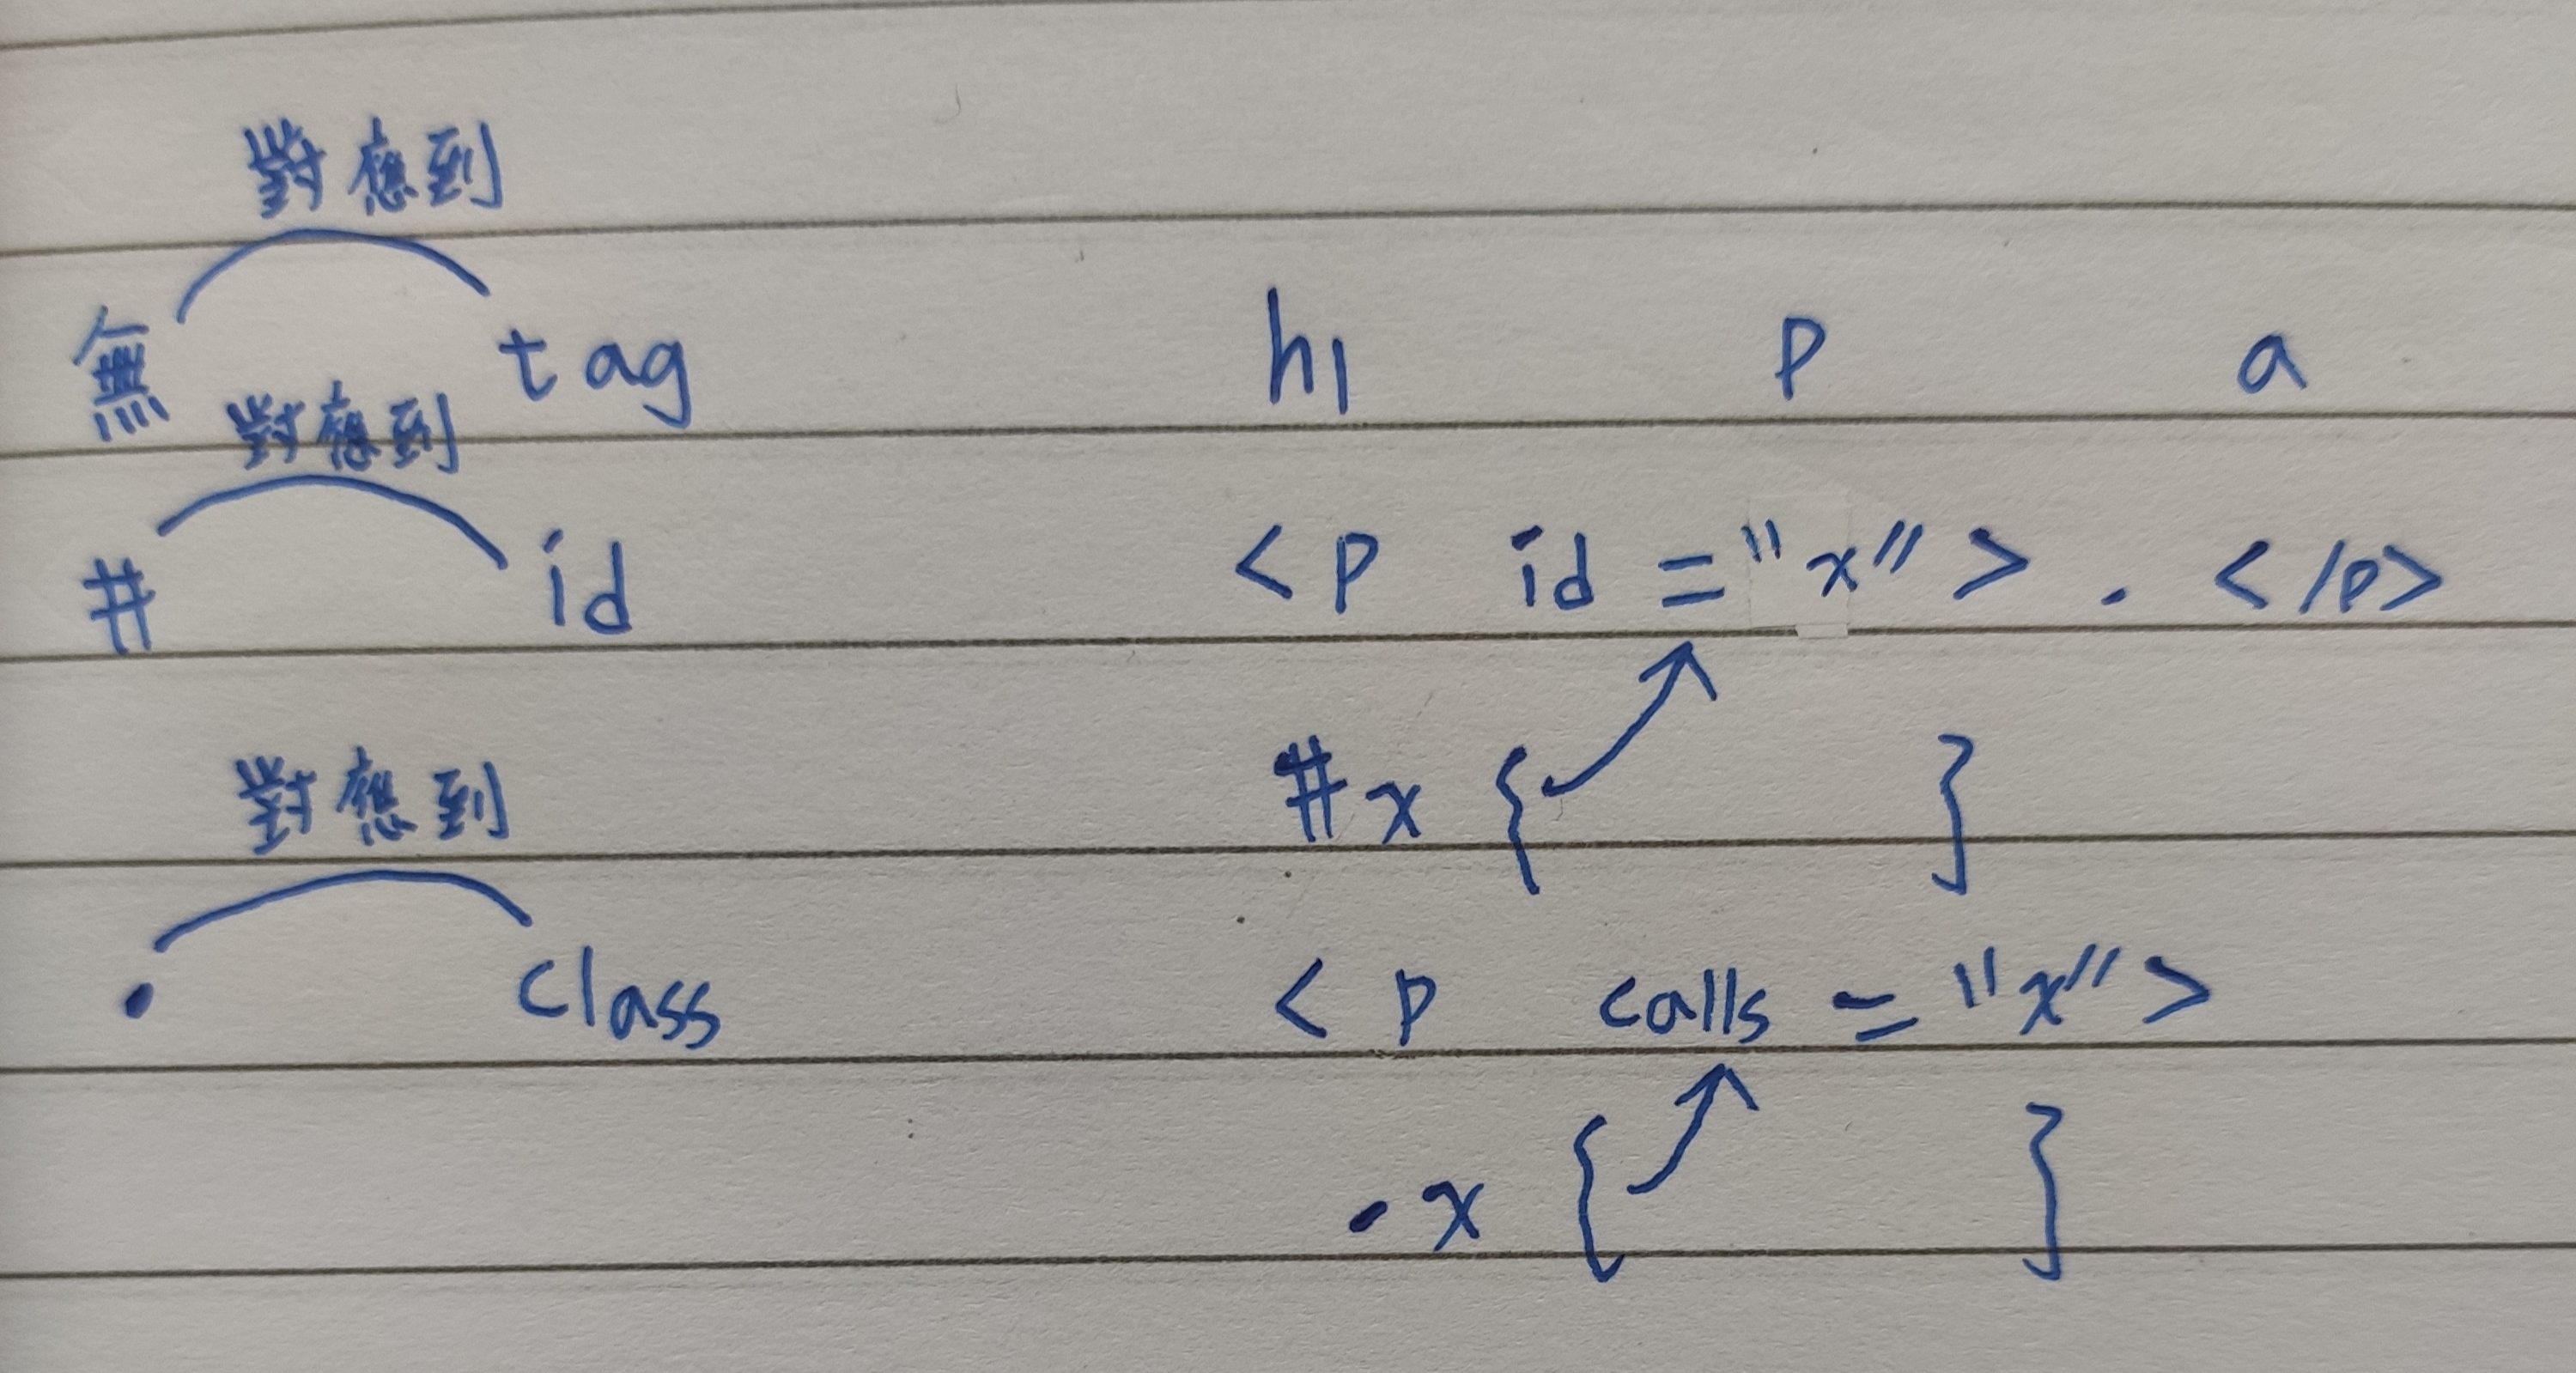 對應到
無 tag h1 p a
對應到
# id <p id="x"> . </p>
對應到 #x { }
. class <p calls="x">
.x { }